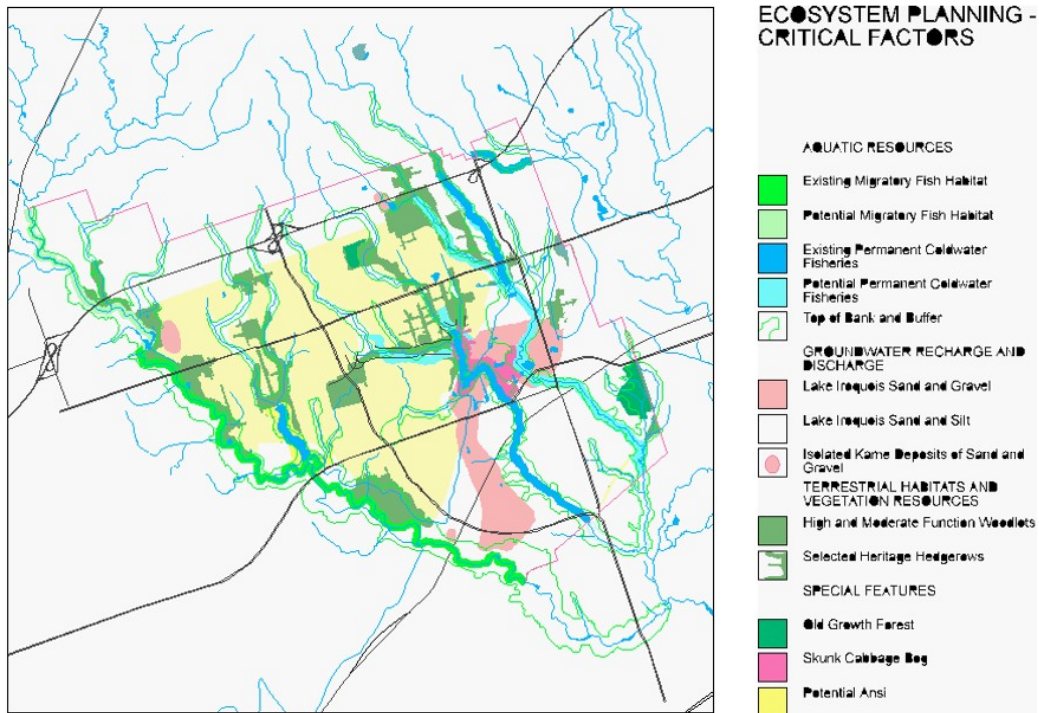 ECOSYSTEM PLANNING -
CRITICAL FACTORS
AQUATIC RESOURCES
Existing Migratory Fish Habitat
Potential Migratory Fish Habitat
Existing Permanent Coldwater
Fisheries
Potential Permanent Coldwater
Fisheries
Top of Bank and Buffer
GROUNDWATER RECHARGE AND
DISCHARGE
Lake Iroquois Sand and Gravel
Lake Iroquois Sand and Silt
Isolated Kame Deposits of Sand and
Gravel
TERRESTRIAL HABITATS AND
VEGETATION RESOURCES
High and Moderate Function Woodlots
Selected Heritage Hedgerows
SPECIAL FEATURES
Old Growth Forest
Skunk Cabbage Bog
Potential Ansi